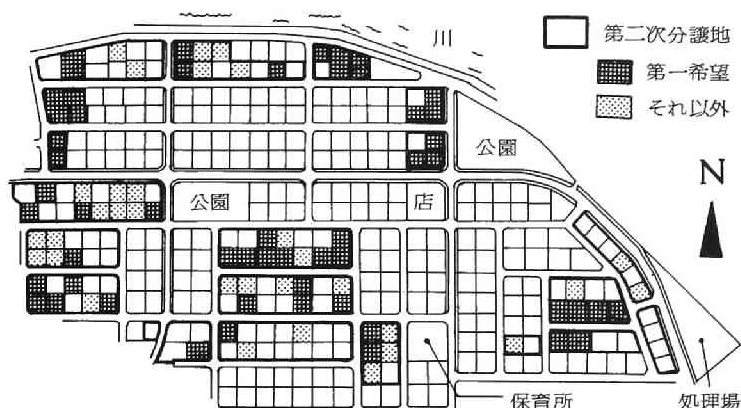 川
第二次分譲地
第一希望
それ以外
公園
N
公園
店
保育所
処理場